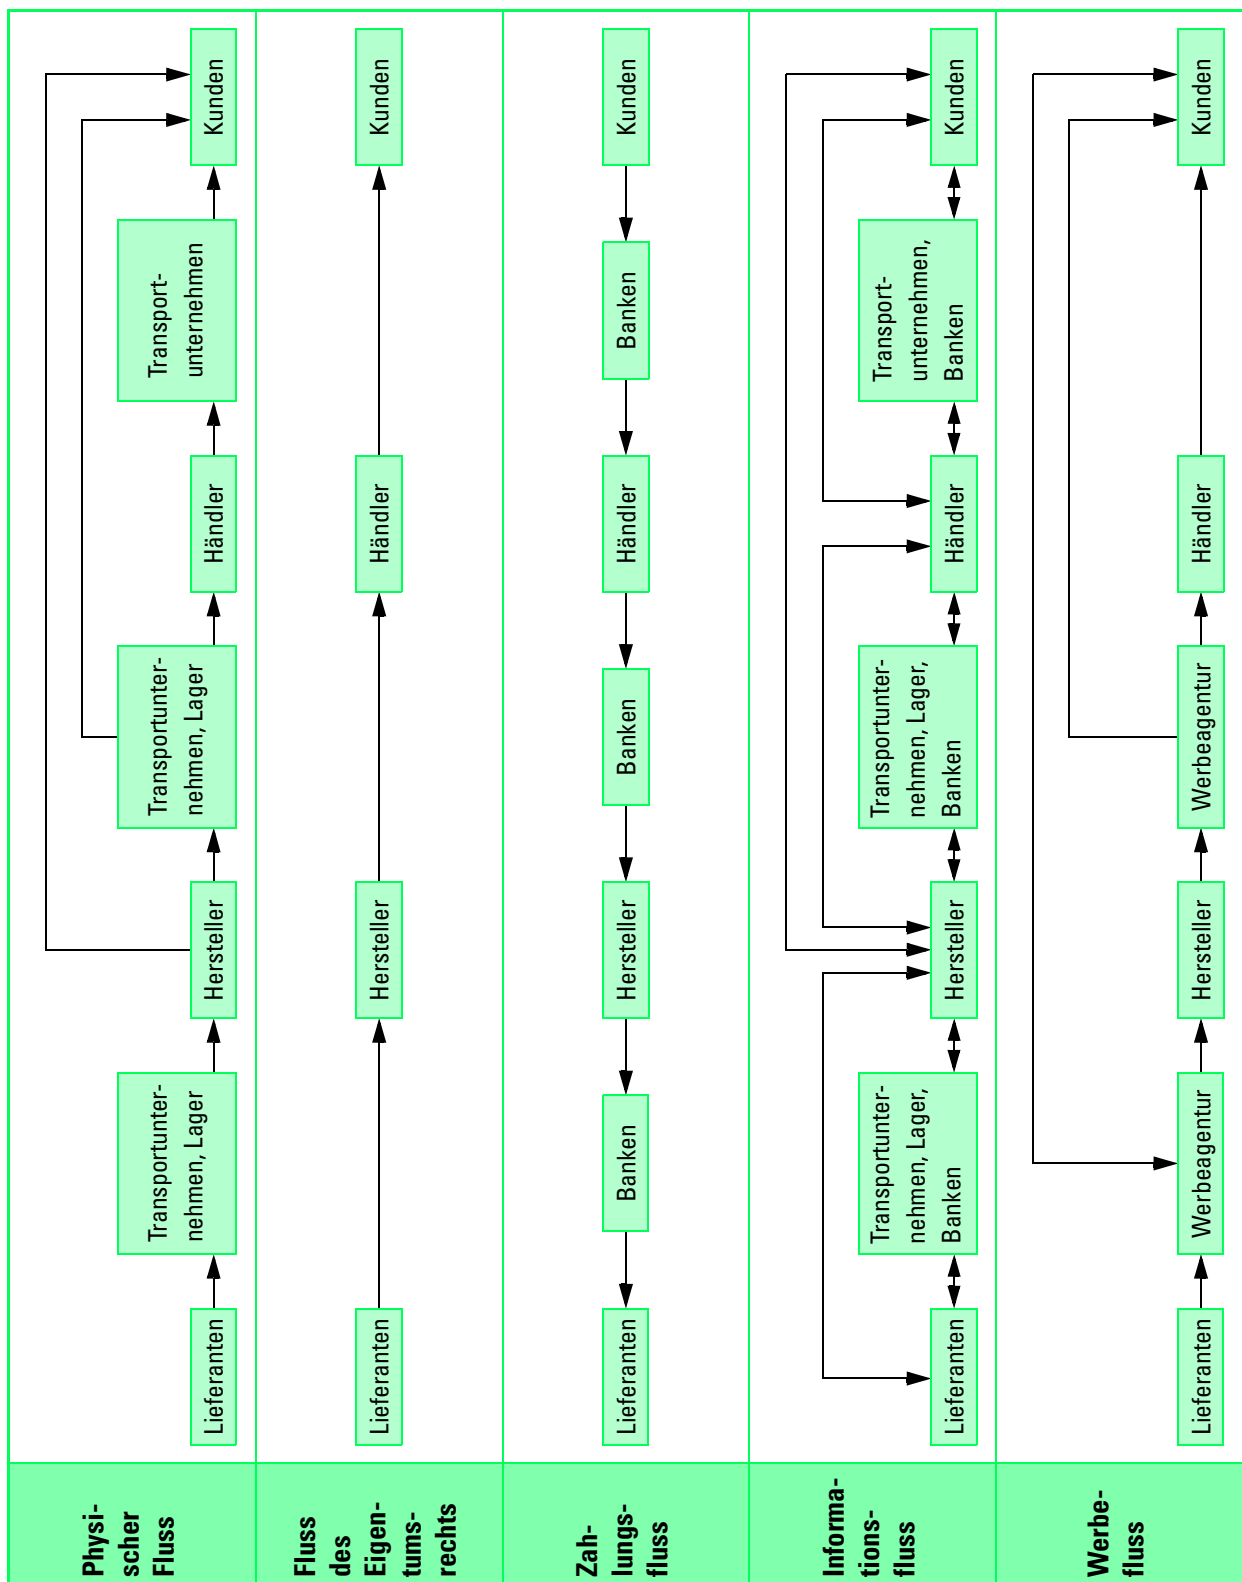 Physi-
scher
Fluss
Lieferanten
Transportunter-
nehmen, Lager
Hersteller
Transportunter-
nehmen, Lager
Händler
Transport-
unternehmen
Kunden
Fluss
des
Eigen-
tums-
rechts
Lieferanten
Hersteller
Händler
Kunden
Zah-
lungs-
fluss
Lieferanten
Banken
Hersteller
Banken
Händler
Banken
Kunden
Informa-
tions-
fluss
Lieferanten
Transportunter-
nehmen, Lager,
Banken
Hersteller
Transportunter-
nehmen, Lager,
Banken
Händler
Transport-
unternehmen,
Banken
Kunden
Werbe-
fluss
Lieferanten
Werbeagentur
Hersteller
Werbeagentur
Händler
Kunden